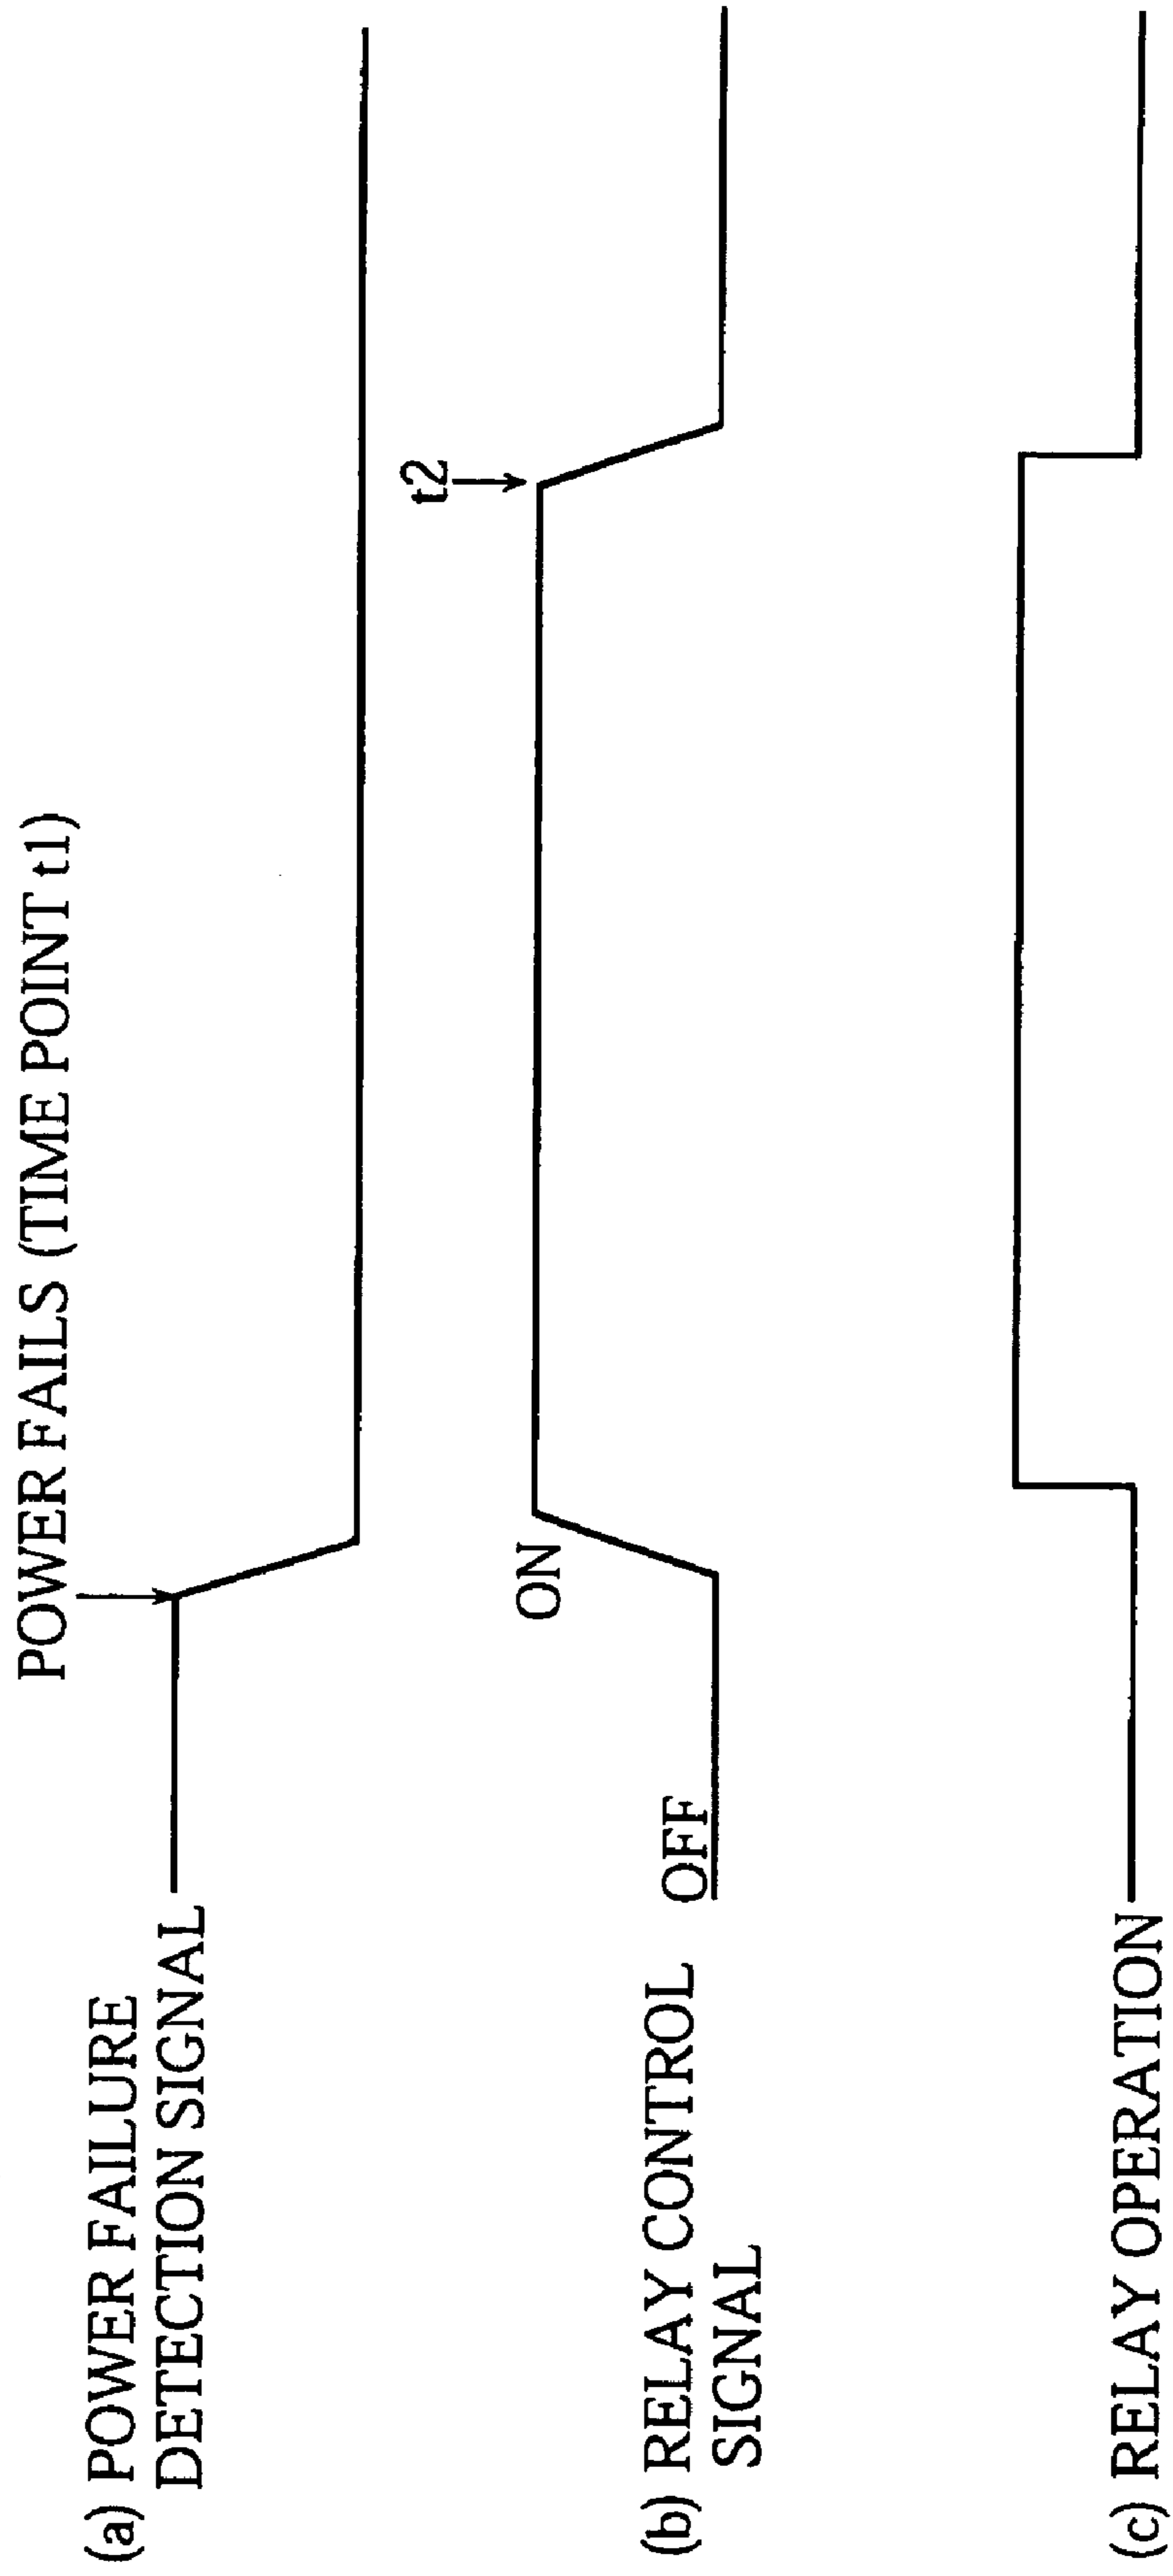 POWER FAILS (TIME POINT t1)
(a) POWER FAILURE
DETECTION SIGNAL
t2
ON
OFF
(b) RELAY CONTROL
SIGNAL
(c) RELAY OPERATION